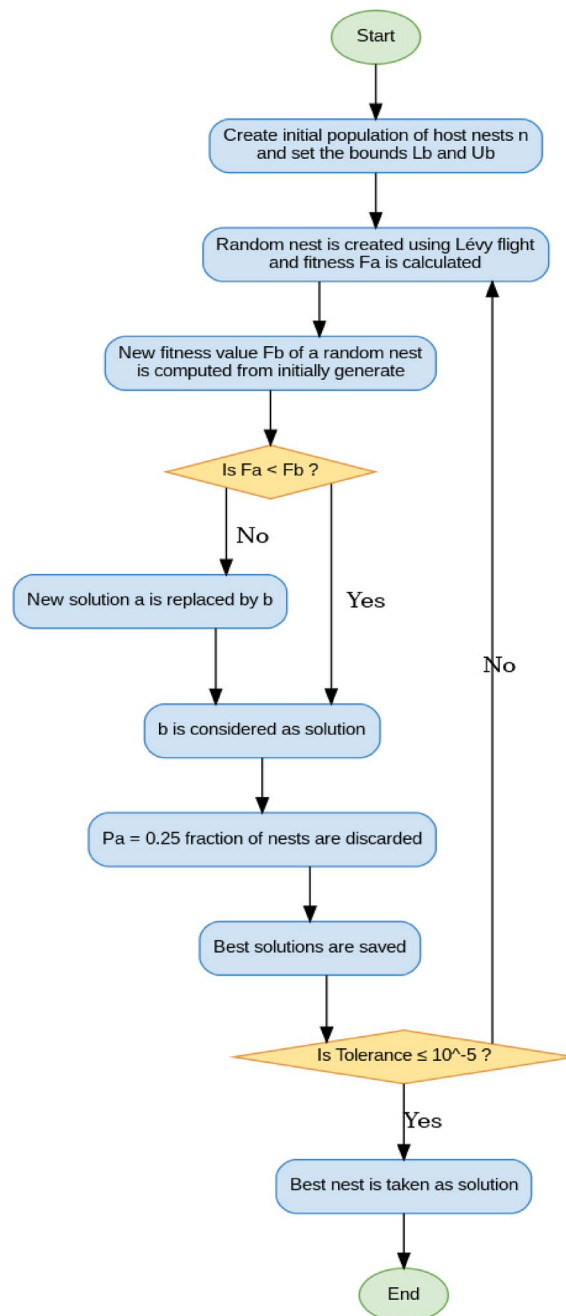 Start
Create initial population of host nests n
and set the bounds Lb and Ub
Random nest is created using Lévy flight
and fitness Fa is calculated
New fitness value Fb of a random nest
is computed from initially generate
Is Fa < Fb ?
No
Yes
New solution a is replaced by b
No
b is considered as solution
Pa = 0.25 fraction of nests are discarded
Best solutions are saved
Is Tolerance ≤ 10^-5 ?
Yes
Best nest is taken as solution
End